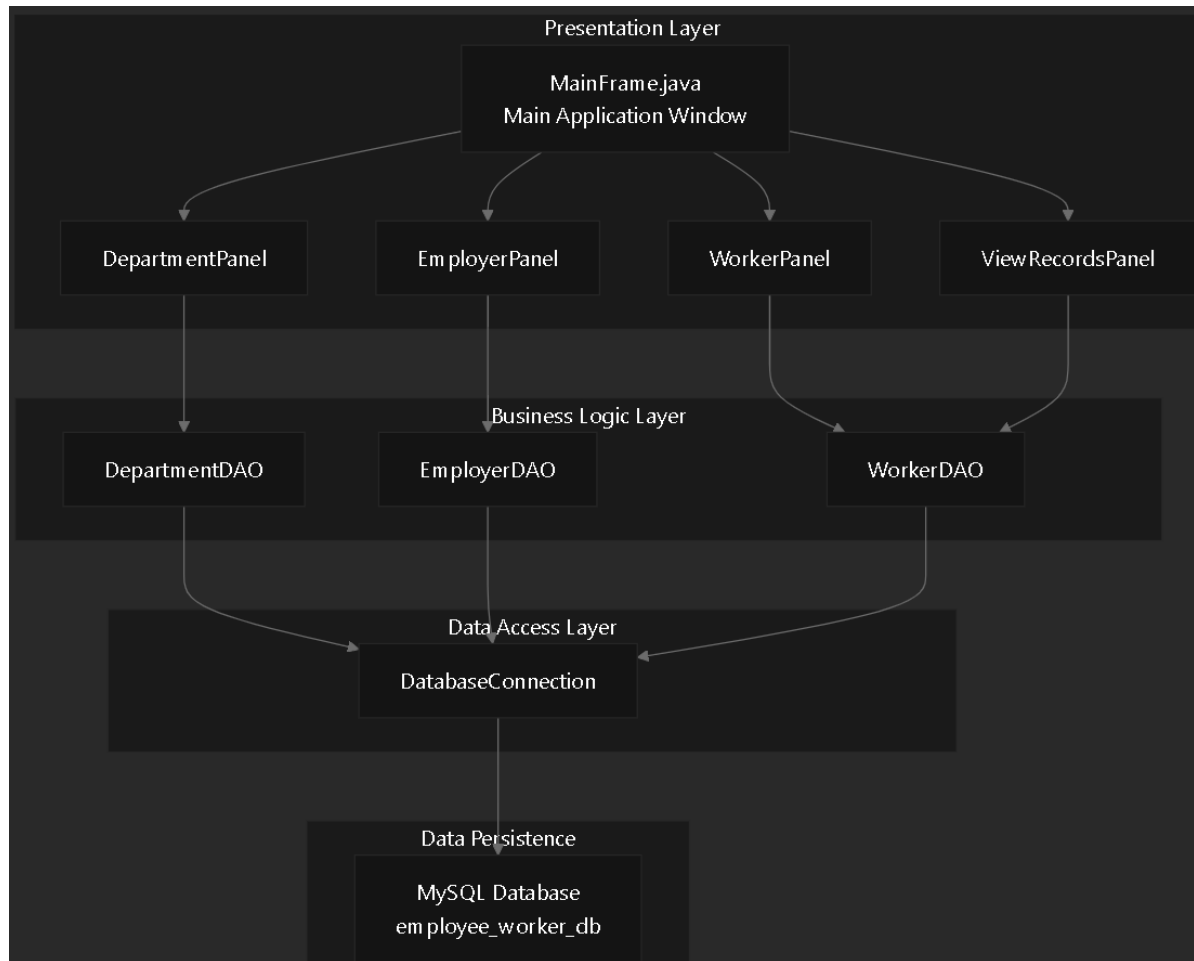 Presentation Layer
MainFrame.java
Main Application Window
DepartmentPanel
EmployerPanel
WorkerPanel
ViewRecordsPanel
Business Logic Layer
DepartmentDAO
EmployerDAO
WorkerDAO
Data Access Layer
DatabaseConnection
Data Persistence
MySQL Database
employee_worker_db